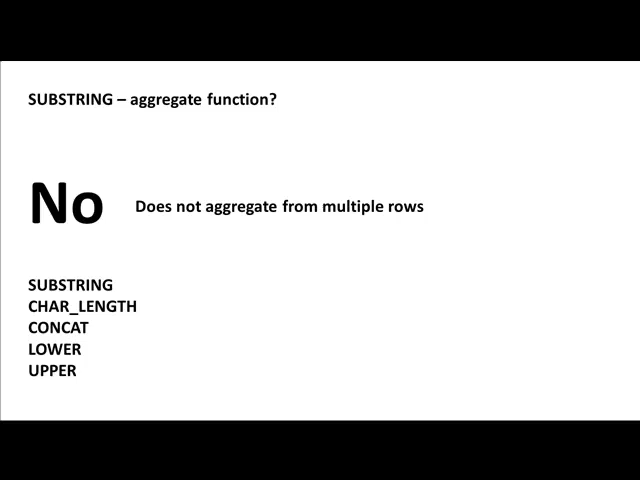 SUBSTRING – aggregate function?
No
Does not aggregate from multiple rows
SUBSTRING
CHAR_LENGTH
CONCAT
LOWER
UPPER